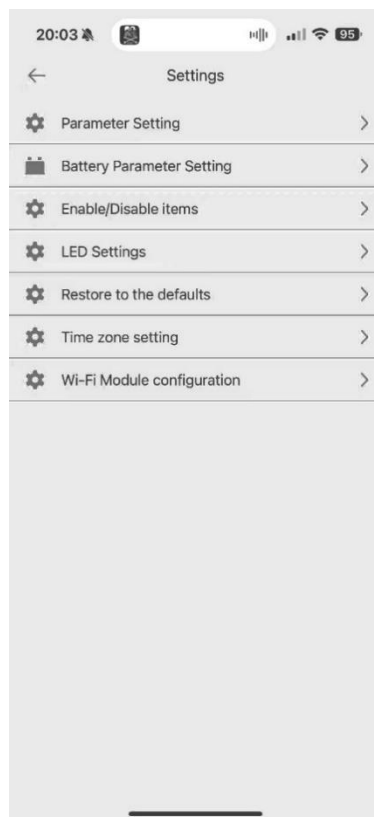 20:03
95
Settings
Parameter Setting
Battery Parameter Setting
Enable/Disable items
LED Settings
Restore to the defaults
Time zone setting
Wi-Fi Module configuration